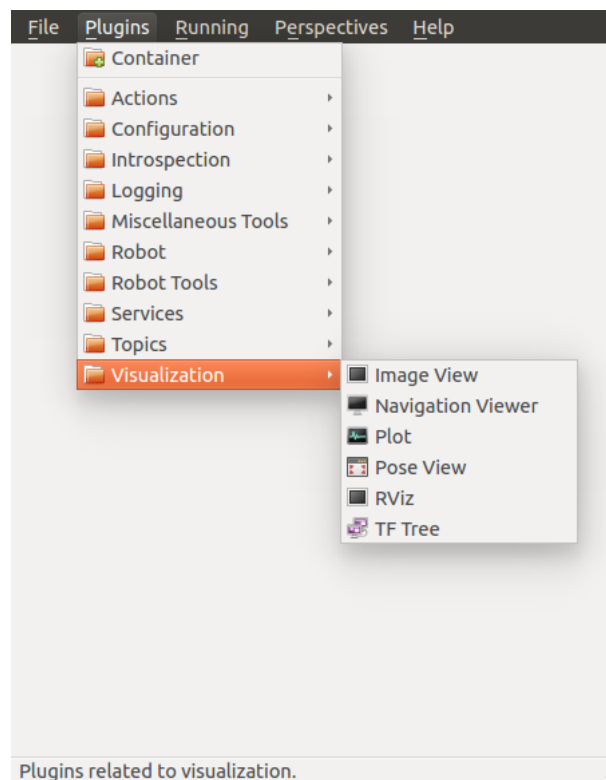 File Plugins Running Perspectives Help
Container
Actions
Configuration
Introspection
Logging
Miscellaneous Tools
Robot
Robot Tools
Services
Topics
Visualization
Image View
Navigation Viewer
Plot
Pose View
RViz
TF Tree
Plugins related to visualization.